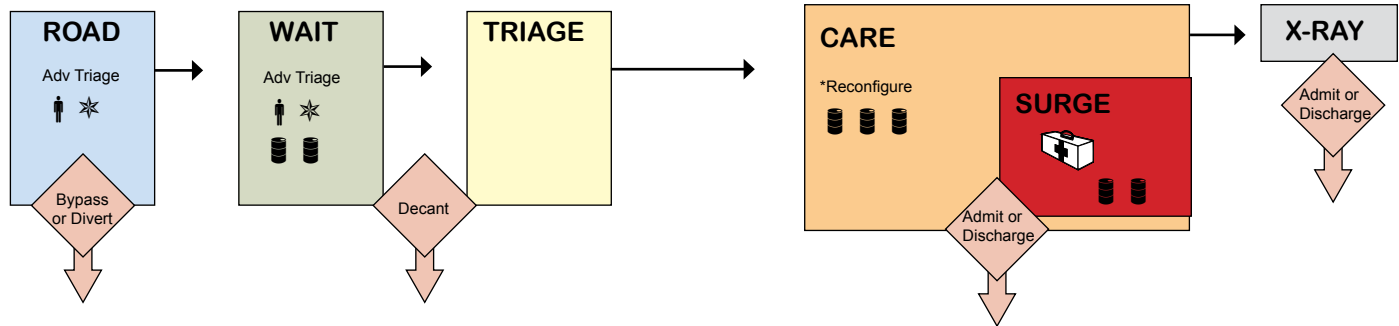 ROAD
Adv Triage
Bypass
or Divert
WAIT
Adv Triage
Decant
TRIAGE
CARE
*Reconfigure
SURGE
Admit or
Discharge
X-RAY
Admit or
Discharge